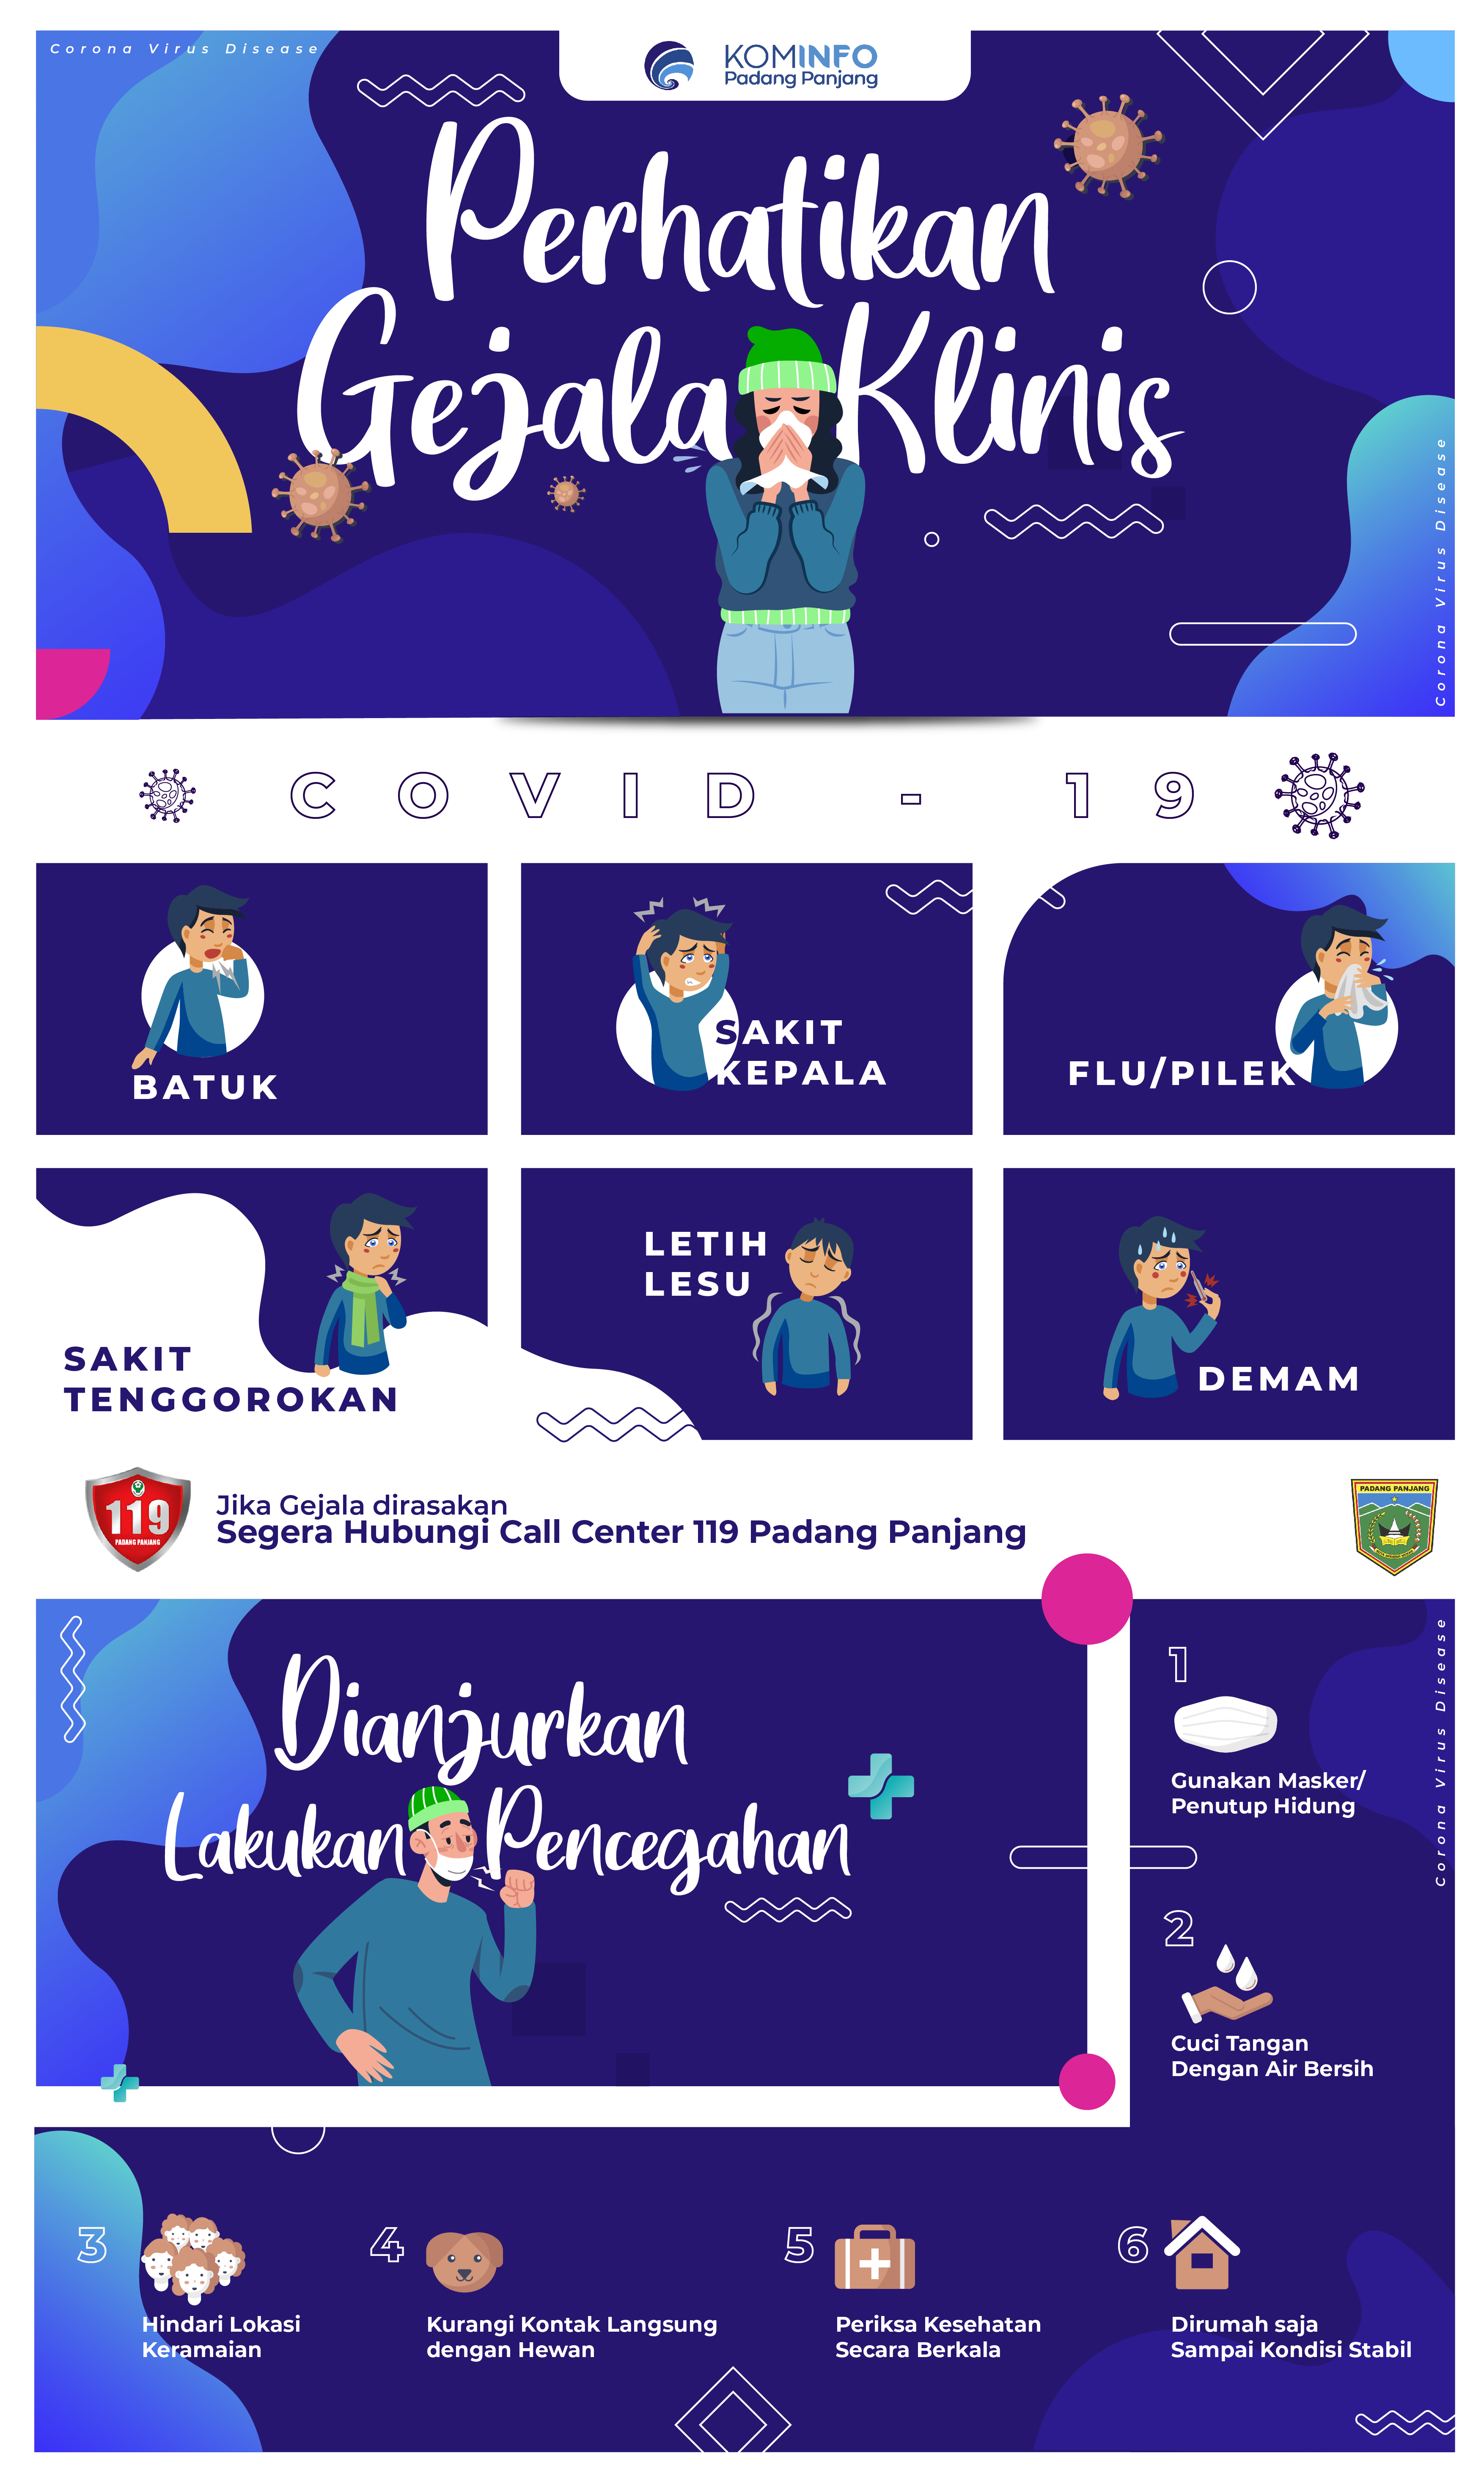 Corona Virus Disease
KOMINFO
Padang Panjang
Perhatikan
Gejala Klinis
Corona Virus Disease
COVID - 19
BATUK
SAKIT
KEPALA
FLU/PILEK
SAKIT
TENGGOROKAN
LETIH
LESU
DEMAM
119
PADANG PANJANG
Jika Gejala dirasakan
Segera Hubungi Call Center 119 Padang Panjang
PADANG PANJANG
Dianjurkan
Lakukan Pencegahan
Corona Virus Disease
1
Gunakan Masker/
Penutup Hidung
2
Cuci Tangan
Dengan Air Bersih
3
Hindari Lokasi
Keramaian
4
Kurangi Kontak Langsung
dengan Hewan
5
Periksa Kesehatan
Secara Berkala
6
Dirumah saja
Sampai Kondisi Stabil